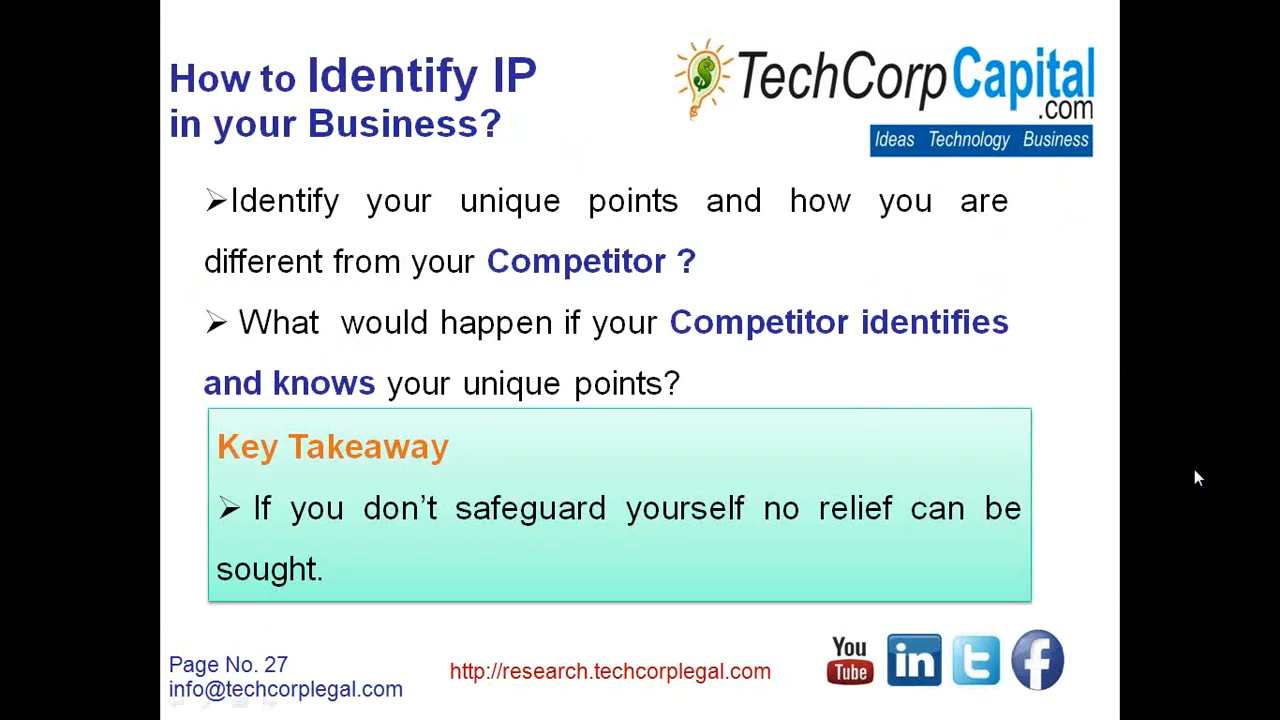 How to Identify IP
in your Business?
TechCorpCapital
.com
Ideas Technology Business
➢Identify your unique points and how you are
different from your Competitor ?
➢ What would happen if your Competitor identifies
and knows your unique points?
Key Takeaway
➢ If you don’t safeguard yourself no relief can be
sought.
Page No. 27
info@techcorplegal.com
http://research.techcorplegal.com
You
Tube
in
t
f